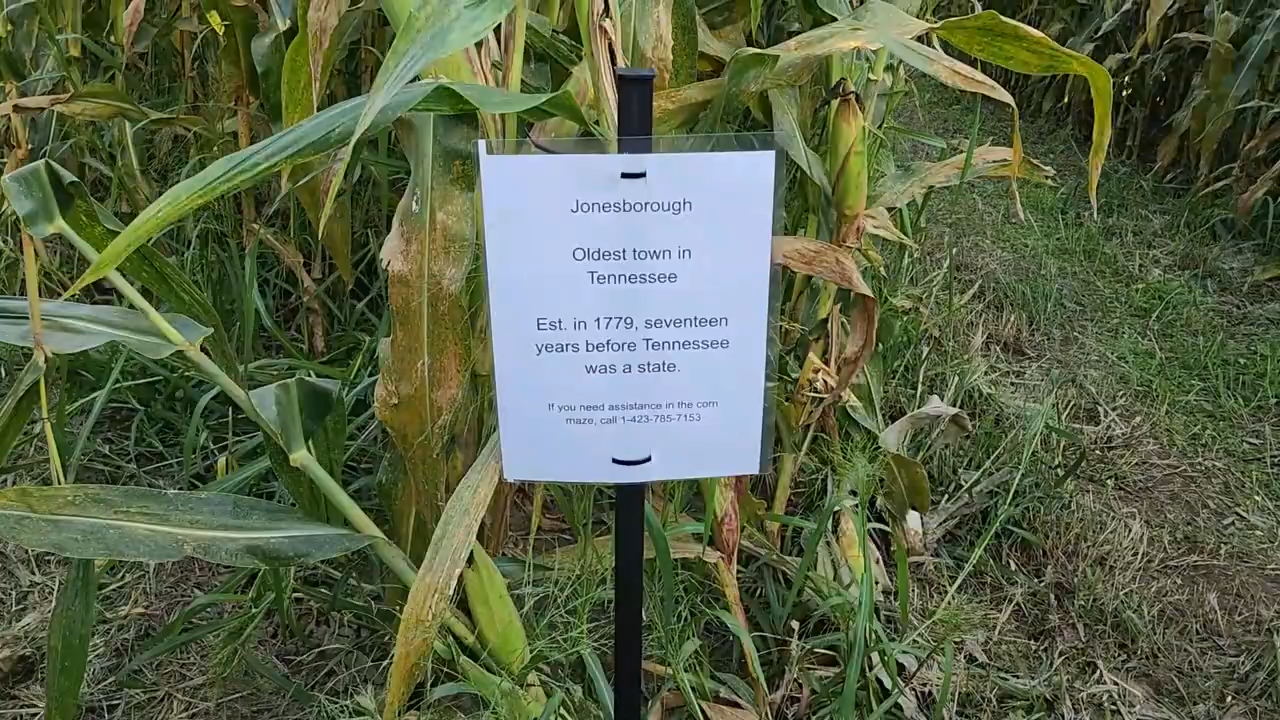 Jonesborough
Oldest town in
Tennessee
Est. in 1779, seventeen
years before Tennessee
was a state.
If you need assistance in the corn
maze, call 1-423-785-7153